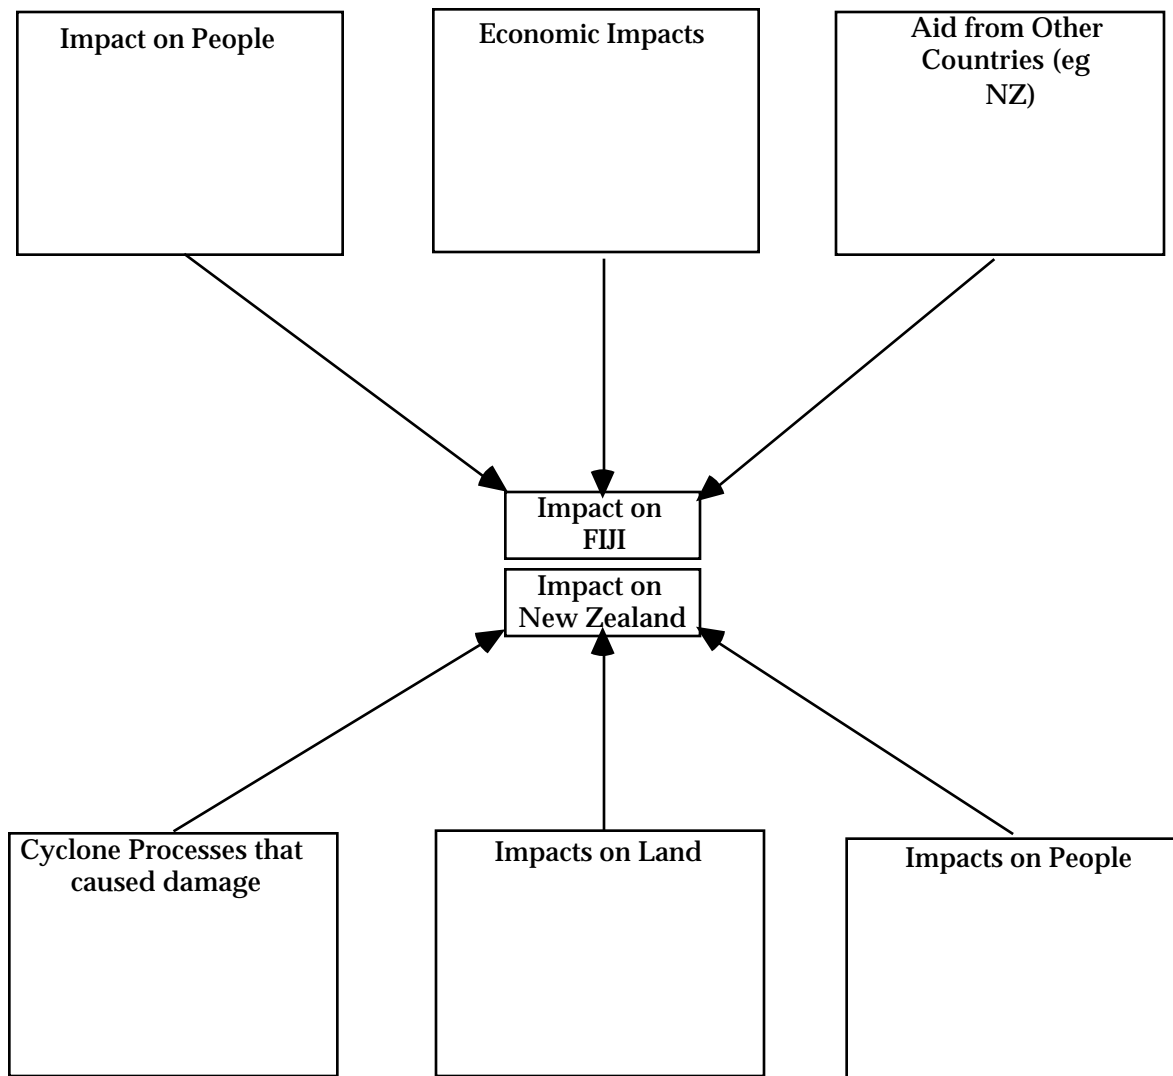 Impact on People
Economic Impacts
Aid from Other
Countries (eg
NZ)
Impact on
FIJI
Impact on
New Zealand
Cyclone Processes that
caused damage
Impacts on Land
Impacts on People